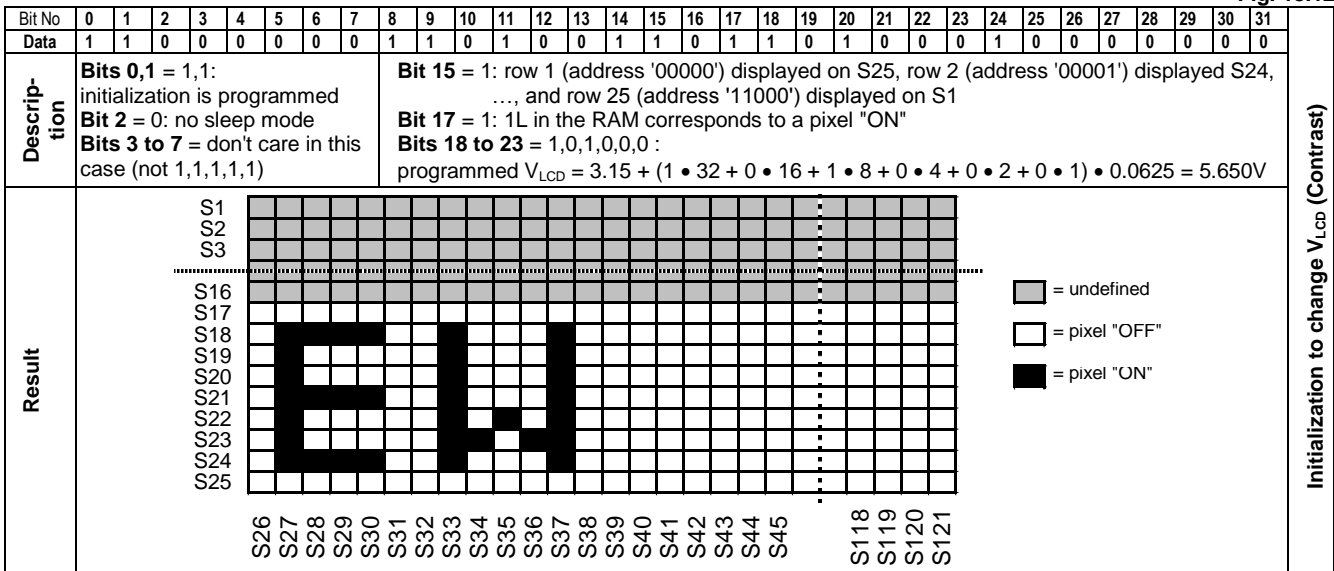 Bit No 0 1 2 3 4 5 6 7 8 9 10 11 12 13 14 15 16 17 18 19 20 21 22 23 24 25 26 27 28 29 30 31
Data 1 1 0 0 0 0 0 0 1 1 0 1 0 0 1 1 0 1 1 0 1 0 0 0 1 0 0 0 0 0 0 0
Descrip-
tion
Bits 0,1 = 1,1:
initialization is programmed
Bit 2 = 0: no sleep mode
Bits 3 to 7 = don't care in this
case (not 1,1,1,1,1)
Bit 15 = 1: row 1 (address '00000') displayed on S25, row 2 (address '00001') displayed S24,
…, and row 25 (address '11000') displayed on S1
Bit 17 = 1: 1L in the RAM corresponds to a pixel "ON"
Bits 18 to 23 = 1,0,1,0,0,0 :
programmed VLCD = 3.15 + (1 • 32 + 0 • 16 + 1 • 8 + 0 • 4 + 0 • 2 + 0 • 1) • 0.0625 = 5.650V
Result
S1
S2
S3
S16
S17
S18
S19
S20
S21
S22
S23
S24
S25
S26 S27 S28 S29 S30 S31 S32 S33 S34 S35 S36 S37 S38 S39 S40 S41 S42 S43 S44 S45 S118 S119 S120 S121
= undefined
= pixel "OFF"
= pixel "ON"
Initialization to change VLCD (Contrast)